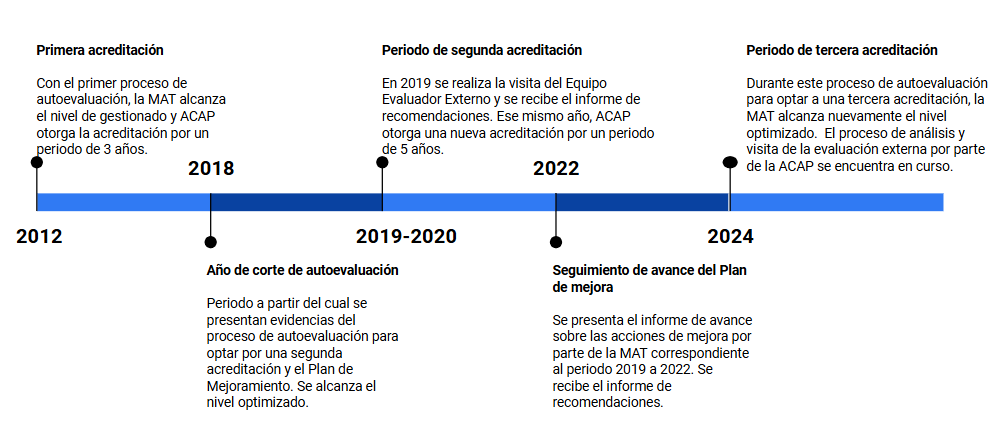 Primera acreditación
Con el primer proceso de
autoevaluación, la MAT alcanza
el nivel de gestionado y ACAP
otorga la acreditación por un
periodo de 3 años.
2012
2018
Año de corte de autoevaluación
Periodo a partir del cual se
presentan evidencias del
proceso de autoevaluación para
optar por una segunda
acreditación y el Plan de
Mejoramiento. Se alcanza el
nivel optimizado.
Periodo de segunda acreditación
En 2019 se realiza la visita del Equipo
Evaluador Externo y se recibe el informe de
recomendaciones. Ese mismo año, ACAP
otorga una nueva acreditación por un periodo
de 5 años.
2019-2020
2022
Seguimiento de avance del Plan
de mejora
Se presenta el informe de avance
sobre las acciones de mejora por
parte de la MAT correspondiente
al periodo 2019 a 2022. Se
recibe el informe de
recomendaciones.
Periodo de tercera acreditación
Durante este proceso de autoevaluación
para optar a una tercera acreditación, la
MAT alcanza nuevamente el nivel
optimizado.  El proceso de análisis y
visita de la evaluación externa por parte
de la ACAP se encuentra en curso.
2024